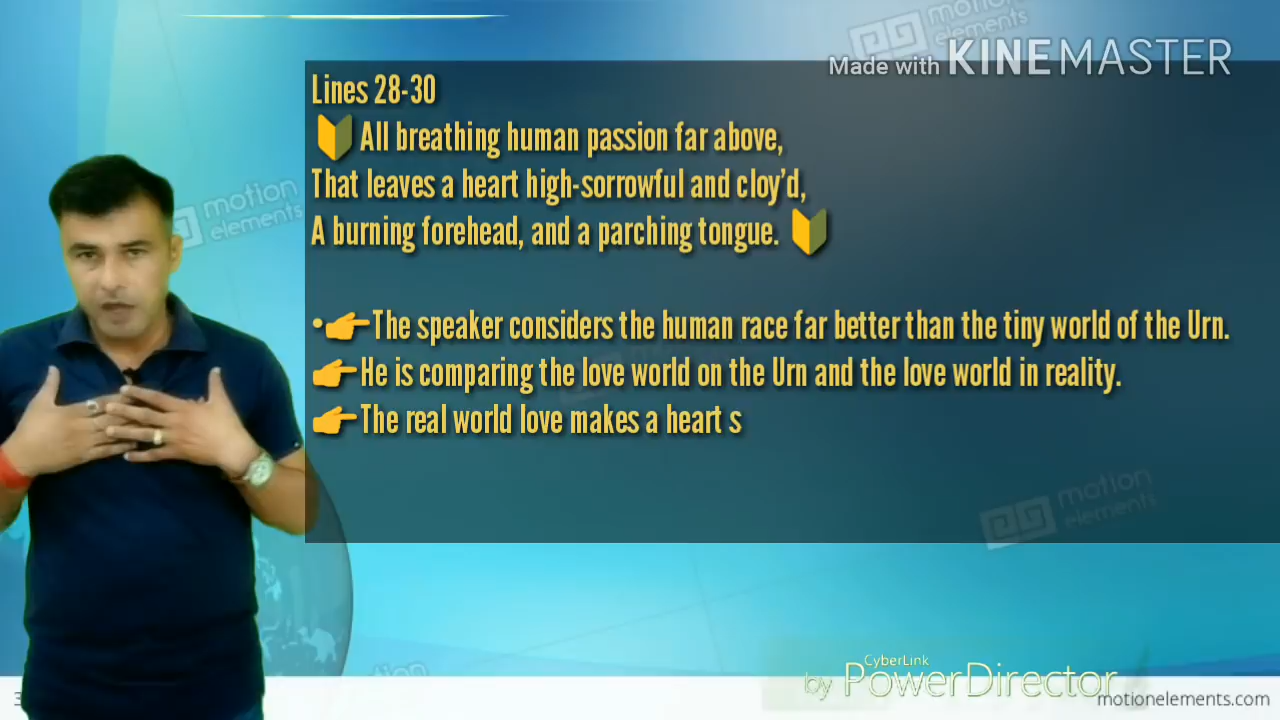 motion
elements
Made with KINEMASTER
Lines 28-30
🔰 All breathing human passion far above,
That leaves a heart high-sorrowful and cloy’d,
A burning forehead, and a parching tongue. 🔰
motion
elements
•👉The speaker considers the human race far better than the tiny world of the Urn.
👉He is comparing the love world on the Urn and the love world in reality.
👉The real world love makes a heart s
motion
elements
CyberLink
by PowerDirector
motionelements.com